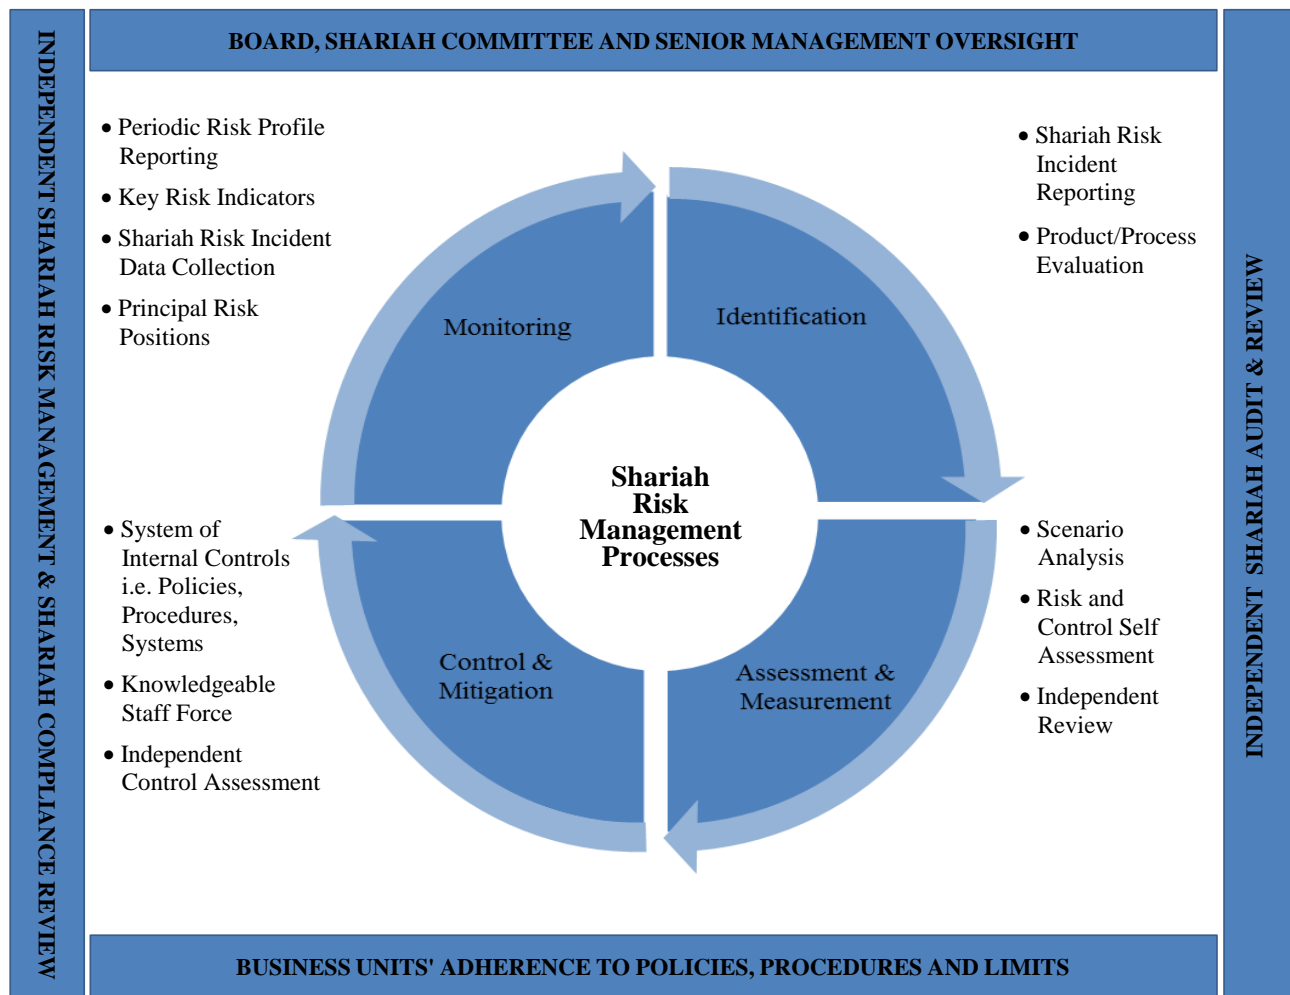 BOARD, SHARIAH COMMITTEE AND SENIOR MANAGEMENT OVERSIGHT
INDEPENDENT SHARIAH RISK MANAGEMENT & SHARIAH COMPLIANCE REVIEW
• Periodic Risk Profile
Reporting
• Key Risk Indicators
• Shariah Risk Incident
Data Collection
• Principal Risk
Positions
• Shariah Risk
Incident
Reporting
• Product/Process
Evaluation
Monitoring
Identification
Shariah
Risk
Management
Processes
Control &
Mitigation
Assessment &
Measurement
• System of
Internal Controls
i.e. Policies,
Procedures,
Systems
• Knowledgeable
Staff Force
• Independent
Control Assessment
• Scenario
Analysis
• Risk and
Control Self
Assessment
• Independent
Review
INDEPENDENT SHARIAH AUDIT & REVIEW
BUSINESS UNITS' ADHERENCE TO POLICIES, PROCEDURES AND LIMITS